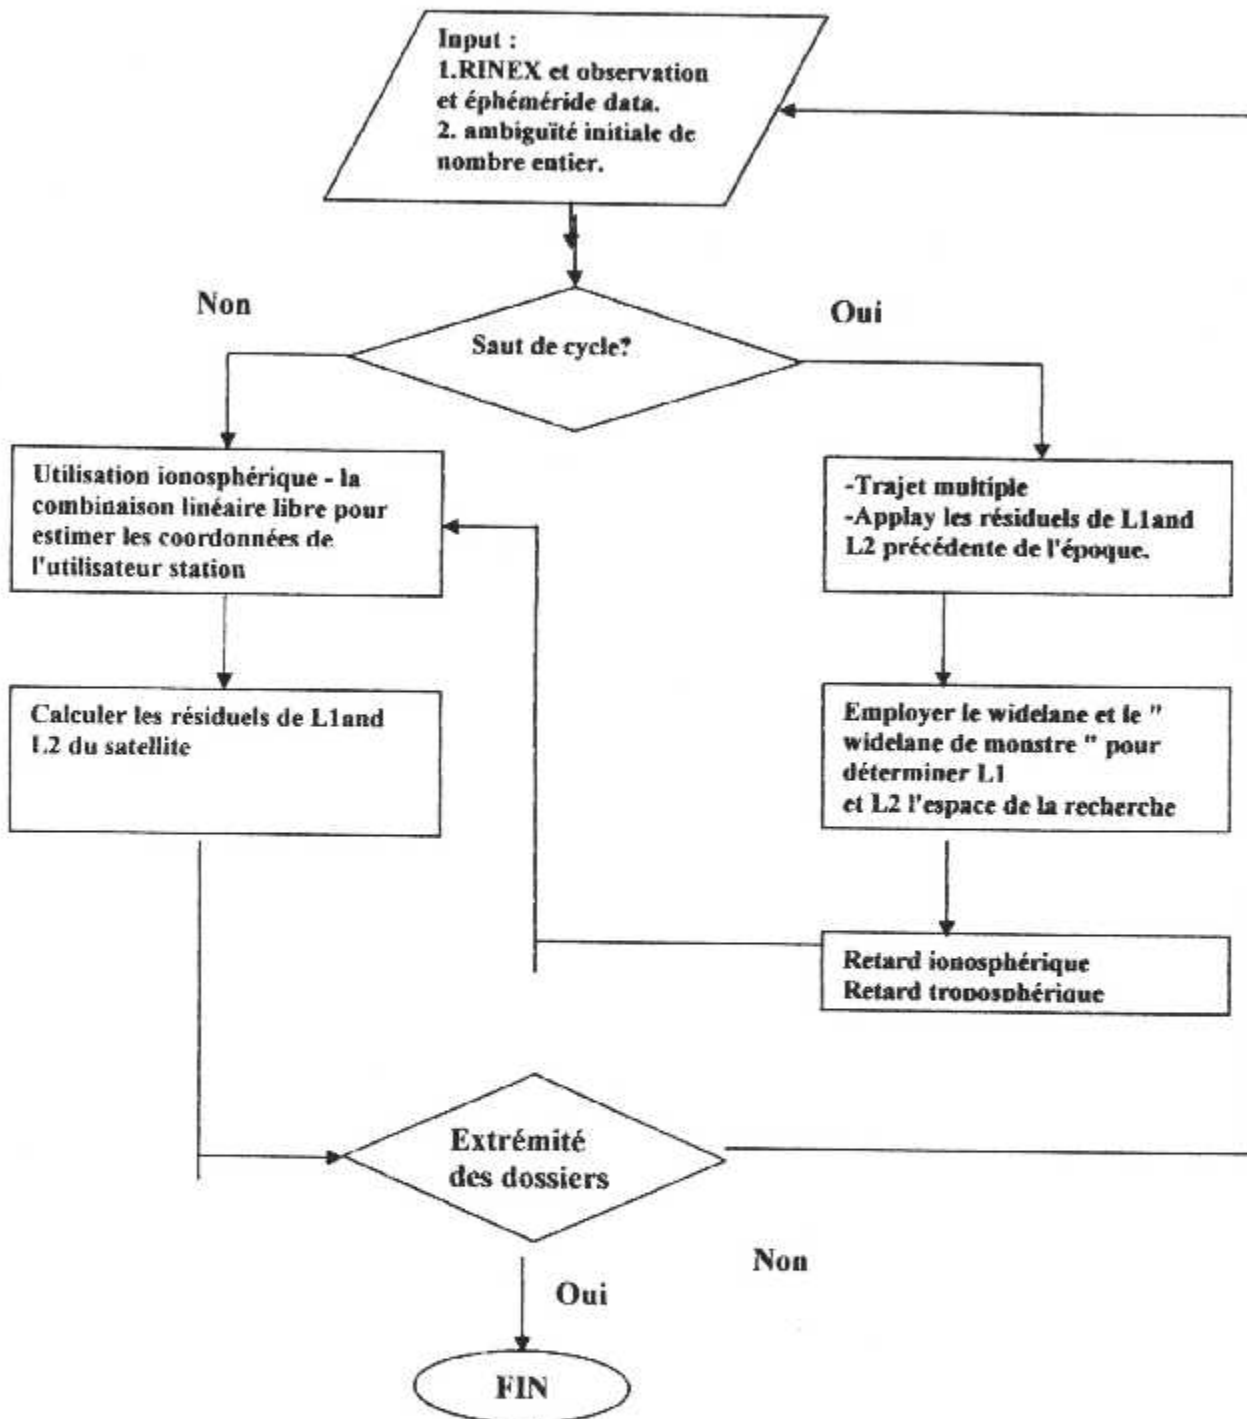 Input :
1.RINEX et observation
et éphéméride data.
2. ambiguïté initiale de
nombre entier.
Non
Oui
Saut de cycle?
Utilisation ionosphérique - la
combinaison linéaire libre pour
estimer les coordonnées de
l'utilisateur station
-Trajet multiple
-Applay les résiduels de L1and
L2 précédente de l'époque.
Calculer les résiduels de L1and
L2 du satellite
Employer le widelane et le "
widelane de monstre " pour
déterminer L1
et L2 l'espace de la recherche
Retard ionosphérique
Retard troposphérique
Extrémité
des dossiers
Non
Oui
FIN